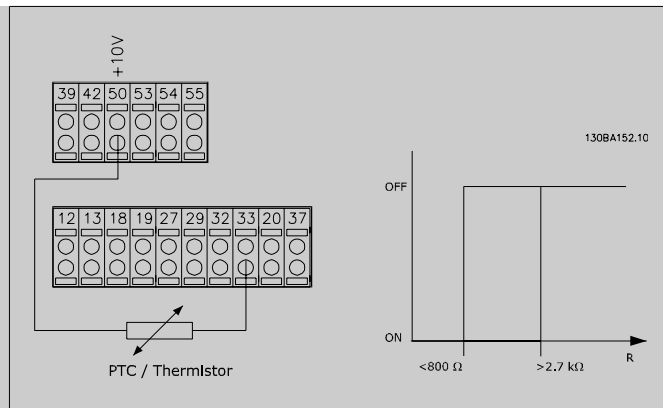 +10V
39 42 50 53 54 55
12 13 18 19 27 29 32 33 20 37
PTC / Thermistor
130BA152.10
OFF
ON
<800 Ω
>2.7 kΩ
R